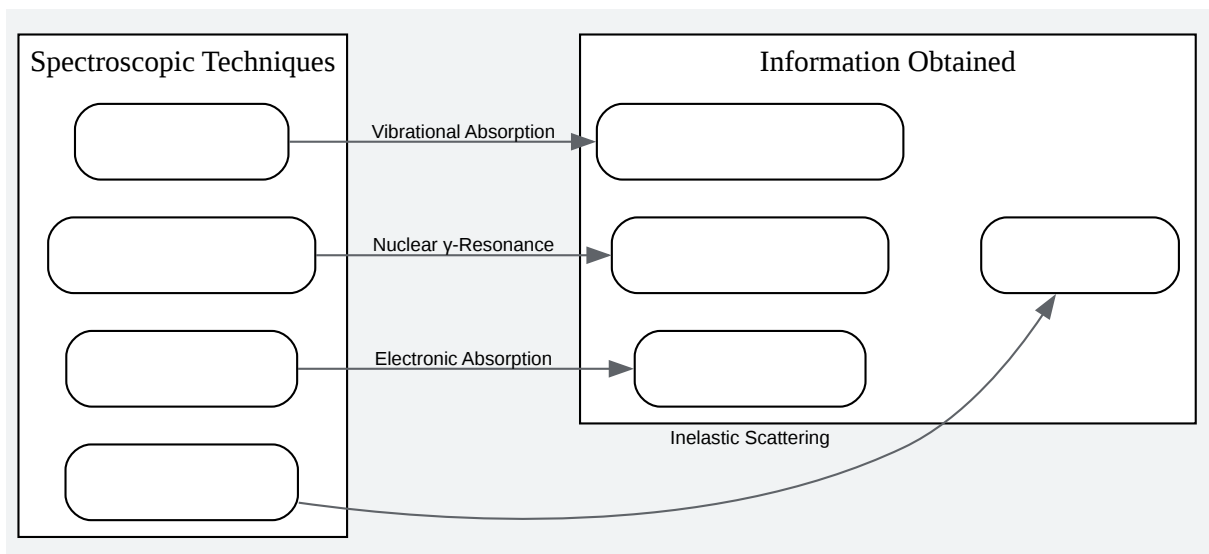 Spectroscopic Techniques
Information Obtained
Vibrational Absorption
Nuclear γ-Resonance
Electronic Absorption
Inelastic Scattering